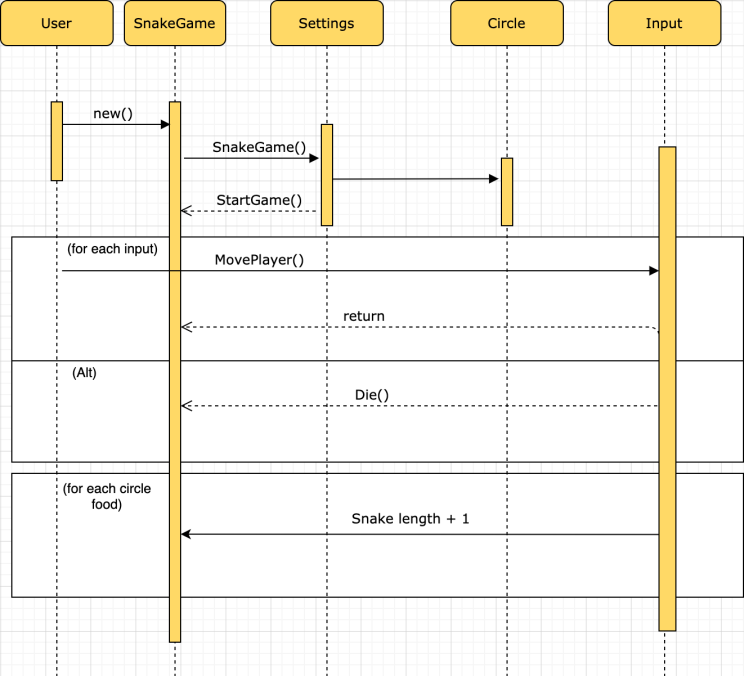 User
SnakeGame
Settings
Circle
Input
new()
SnakeGame()
StartGame()
(for each input)
MovePlayer()
return
(Alt)
Die()
(for each circle
food)
Snake length + 1